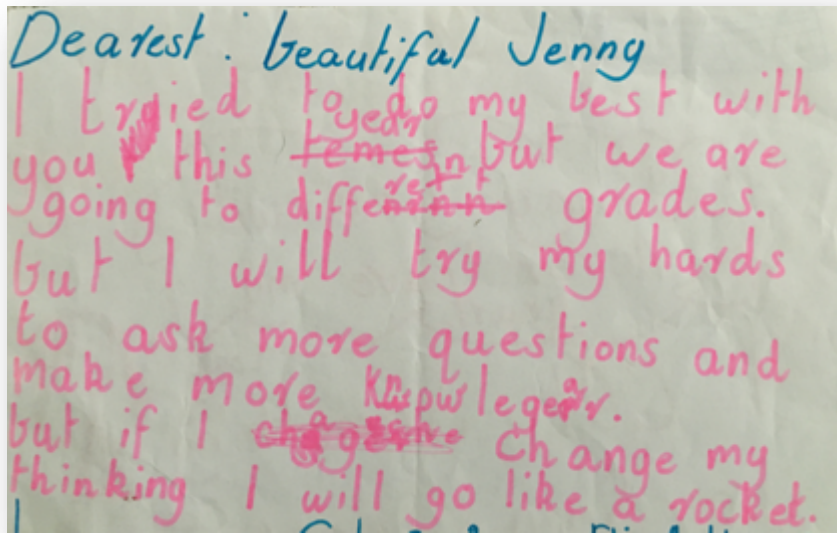 Dearest : beautiful Jenny
I tried to do my best with
you this year but we are
going to different grades.
but I will try my hards
to ask more questions and
make more
but if I change my
thinking I will go like a rocket.